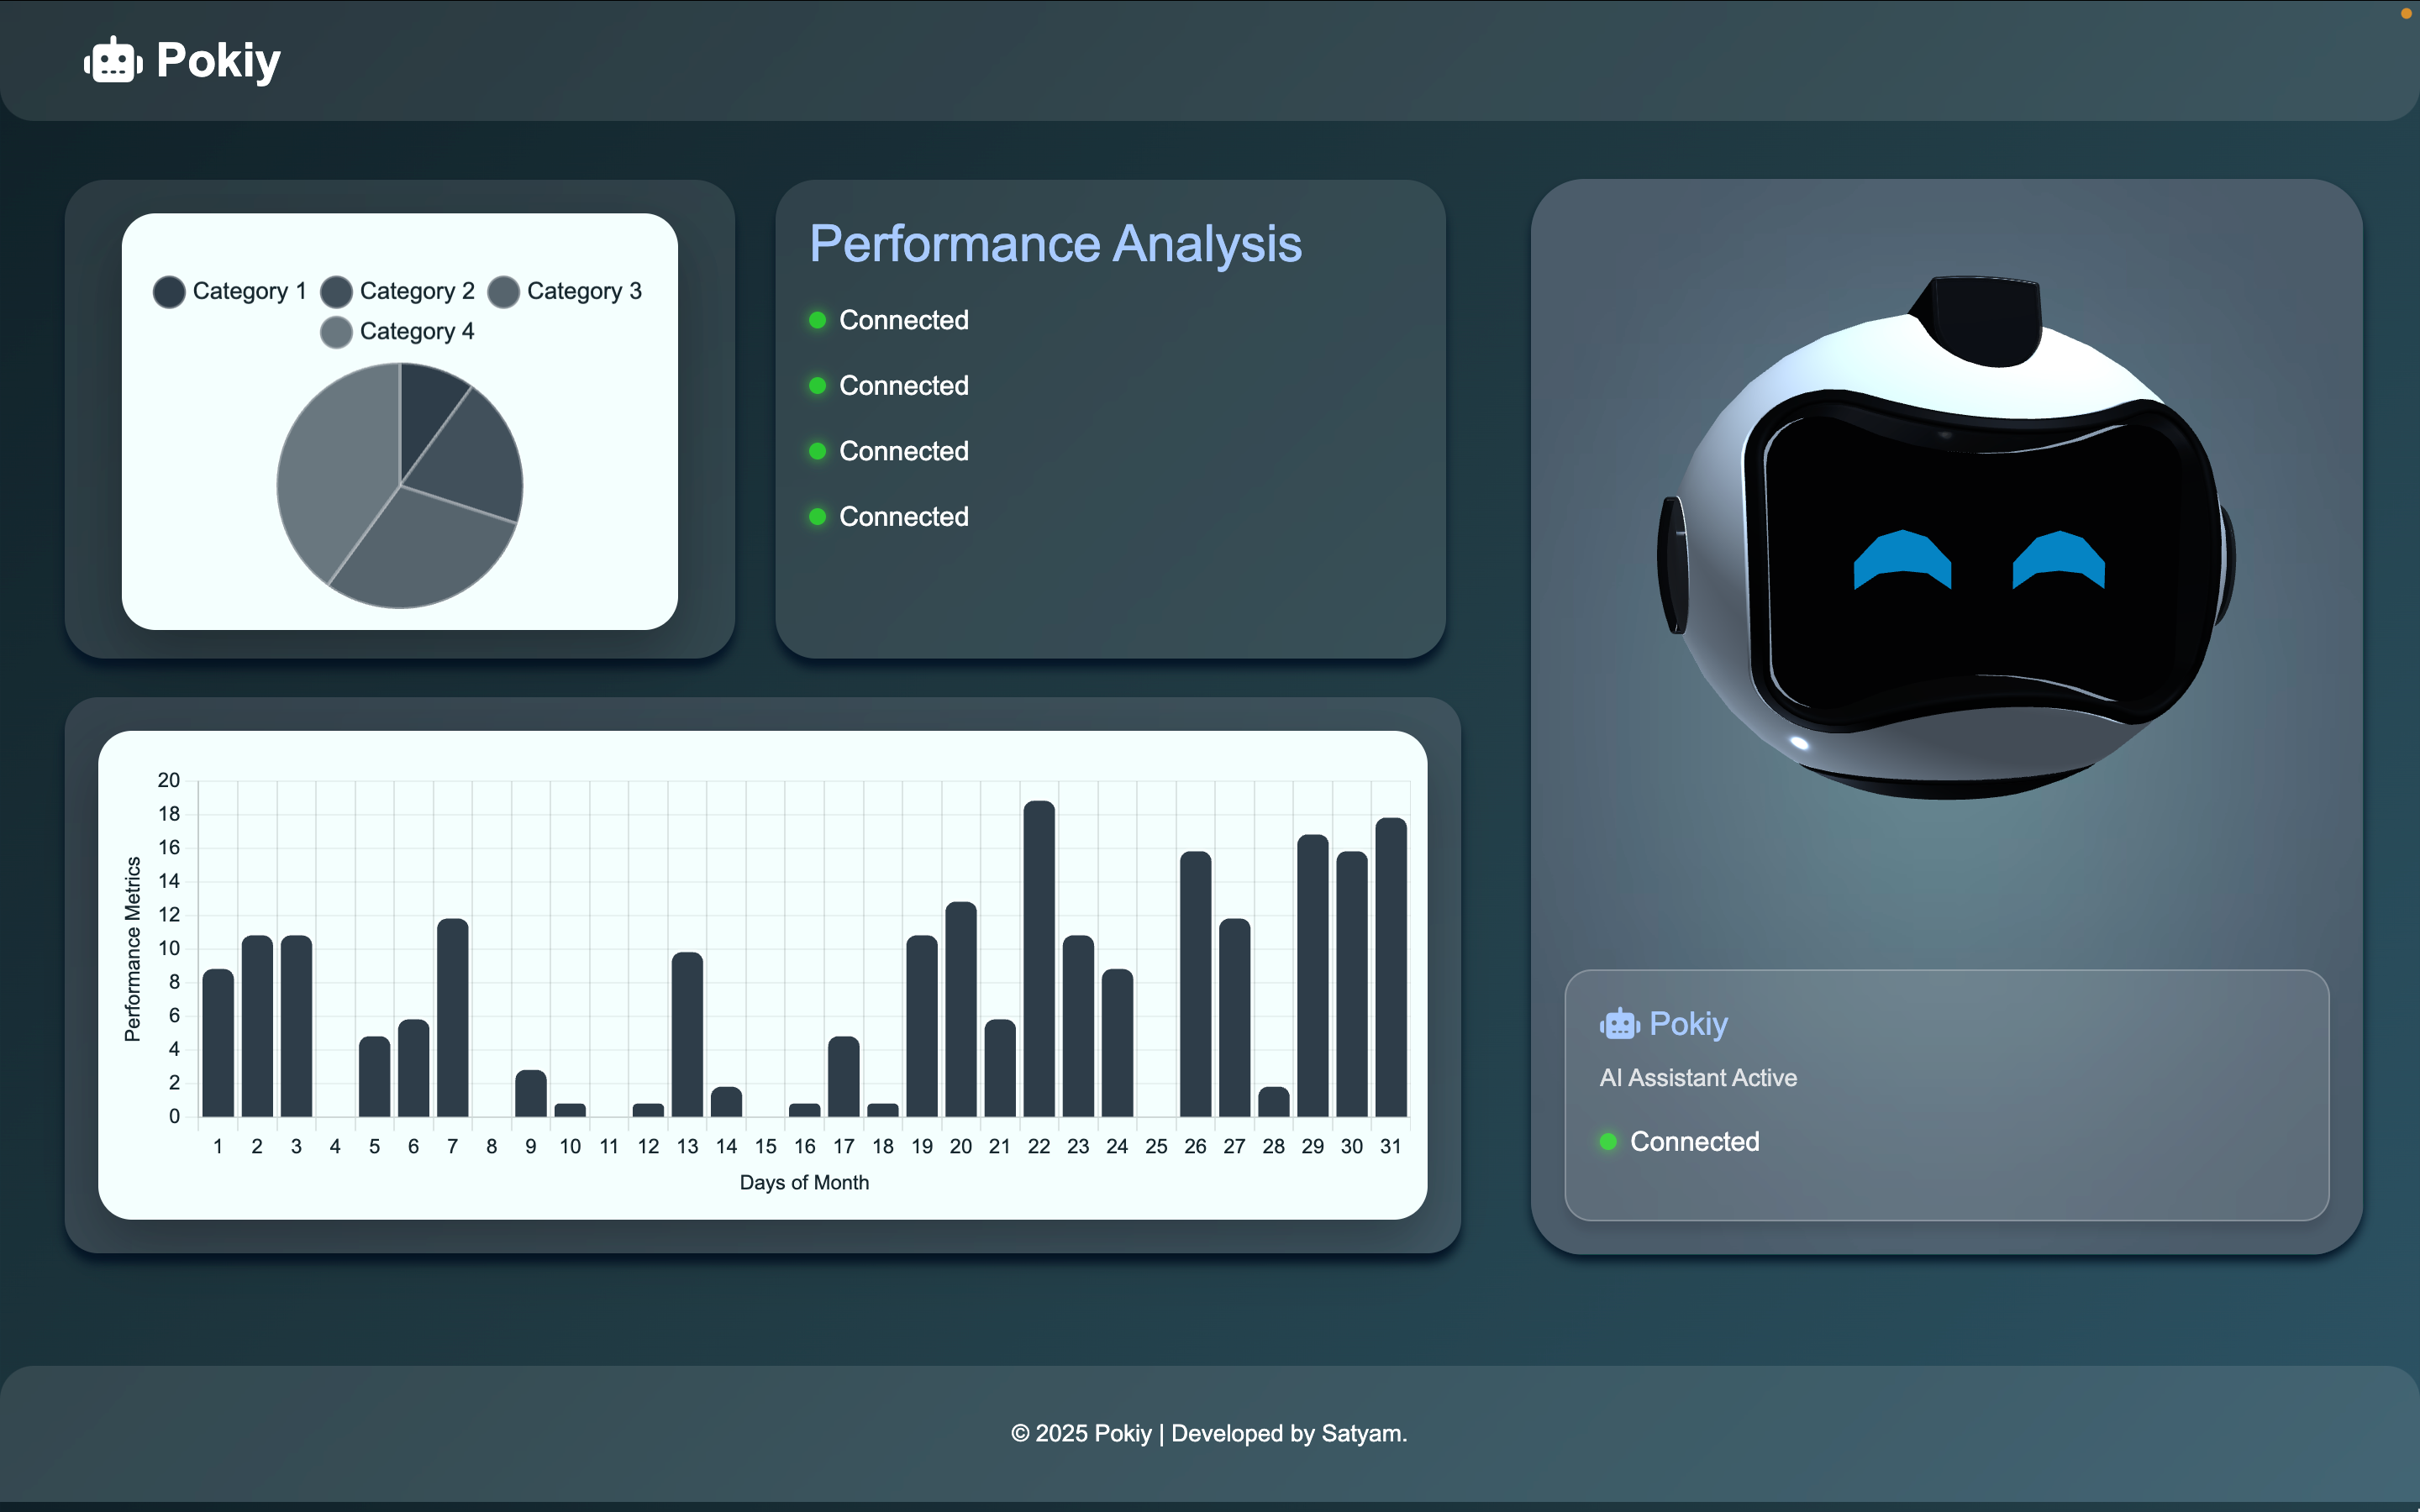 Pokiy
Category 1 Category 2 Category 3
Category 4
Performance Analysis
Connected
Connected
Connected
Connected
20
18
16
14
12
10
8
6
4
2
0
Performance Metrics
1 2 3 4 5 6 7 8 9 10 11 12 13 14 15 16 17 18 19 20 21 22 23 24 25 26 27 28 29 30 31
Days of Month
Pokiy
AI Assistant Active
Connected
© 2025 Pokiy | Developed by Satyam.